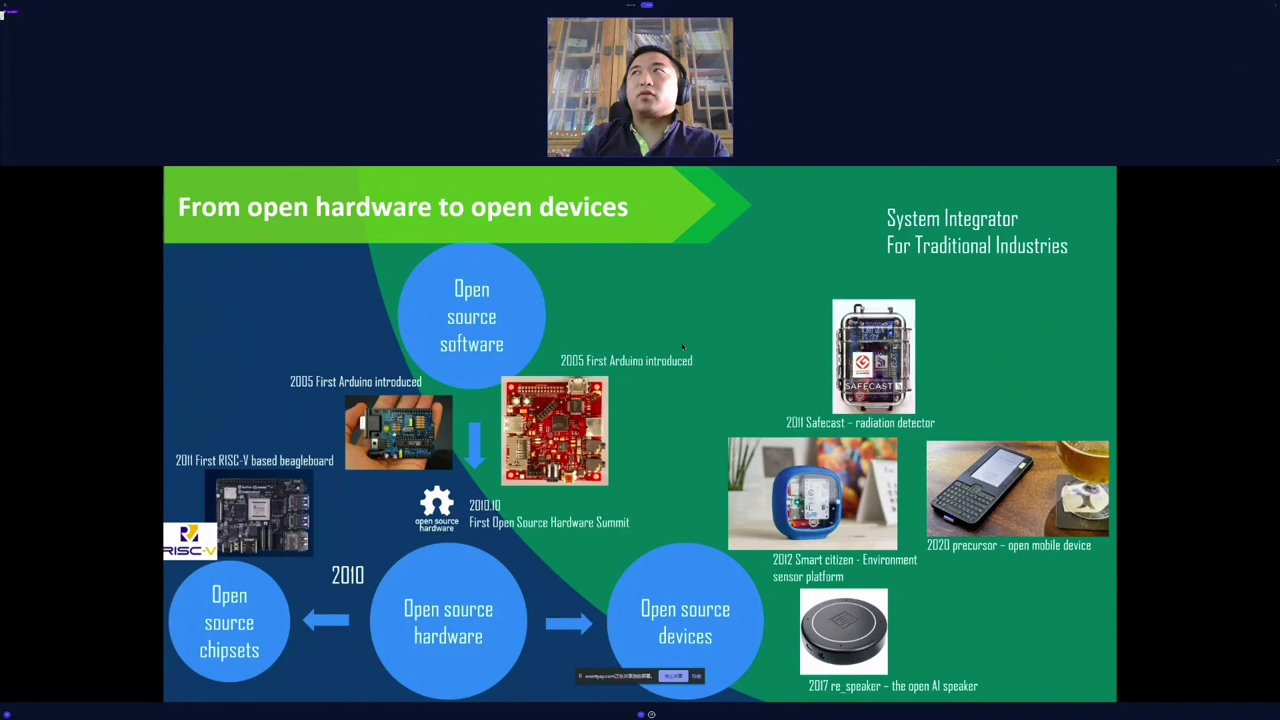 From open hardware to open devices
System Integrator
For Traditional Industries
Open
source
software
2005 First Arduino introduced
2005 First Arduino introduced
2011 Safecast – radiation detector
SAFECAST
2011 First RISC-V based beagleboard
RISC-V
open source
hardware
2010.10
First Open Source Hardware Summit
2012 Smart citizen - Environment
sensor platform
2020 precursor – open mobile device
2010
Open
source
chipsets
Open source
hardware
Open source
devices
2017 re_speaker – the open AI speaker